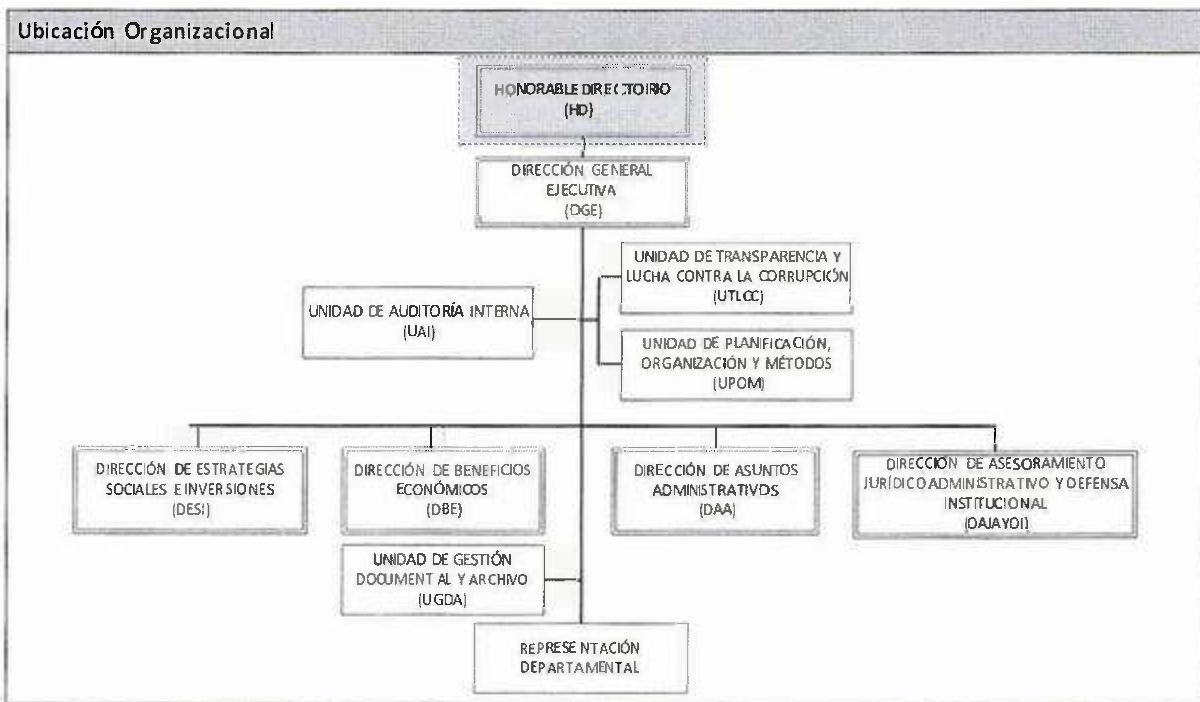 Ubicación Organizacional
HONORABLE DIRECTORIO
(HD)
DIRECCIÓN GENERAL
EJECUTIVA
(DGE)
UNIDAD DE TRANSPARENCIA Y
LUCHA CONTRA LA CORRUPCIÓN
(UTLCC)
UNIDAD DE AUDITORÍA INTERNA
(UAI)
UNIDAD DE PLANIFICACIÓN,
ORGANIZACIÓN Y MÉTODOS
(UPOM)
DIRECCIÓN DE ESTRATEGIAS
SOCIALES E INVERSIONES
(DESI)
DIRECCIÓN DE BENEFICIOS
ECONÓMICOS
(DBE)
DIRECCIÓN DE ASUNTOS
ADMINISTRATIVOS
(DAA)
DIRECCIÓN DE ASESORAMIENTO
JURÍDICO ADMINISTRATIVO Y DEFENSA
INSTITUCIONAL
(DAJAYDI)
UNIDAD DE GESTIÓN
DOCUMENTAL Y ARCHIVO
(UGDA)
REPRESENTACIÓN
DEPARTAMENTAL